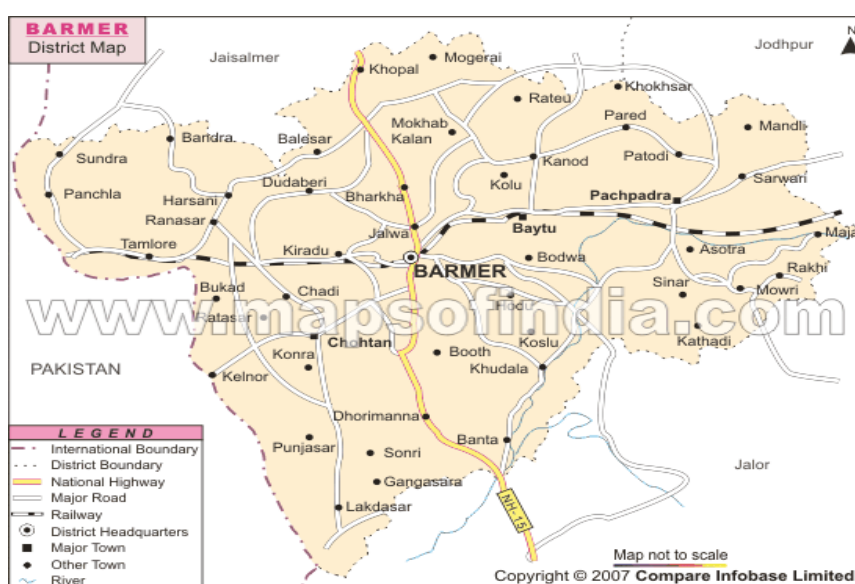 BARMER
District Map
N
Jaisalmer
Jodhpur
Mogerai
Khopal
Khokhsar
Rateu
Mokhab
Kalan
Pared
Mandli
Bandra
Balesar
Sundra
Kanod
Patodi
Kolu
Sarwari
Panchla
Harsani
Dudaberi
Bharkha
Pachpadra
Ranasar
Jalwa
Baytu
Maja
Tamlore
Kiradu
Asotra
BARMER
Bodwa
Rakhi
Bukad
Chadi
Sinar
Mowri
www.mapsofindia.com
Ratasar
Hodu
Chohtan
Koslu
Kathadi
Konra
Booth
PAKISTAN
Kelnor
Khudala
Dhorimanna
Banta
Punjasar
Sonri
Jalor
Gangasara
Lakdasar
NH-15
LEGEND
International Boundary
District Boundary
National Highway
Major Road
Railway
District Headquarters
Major Town
Other Town
River
Map not to scale
Copyright © 2007 Compare Infobase Limited